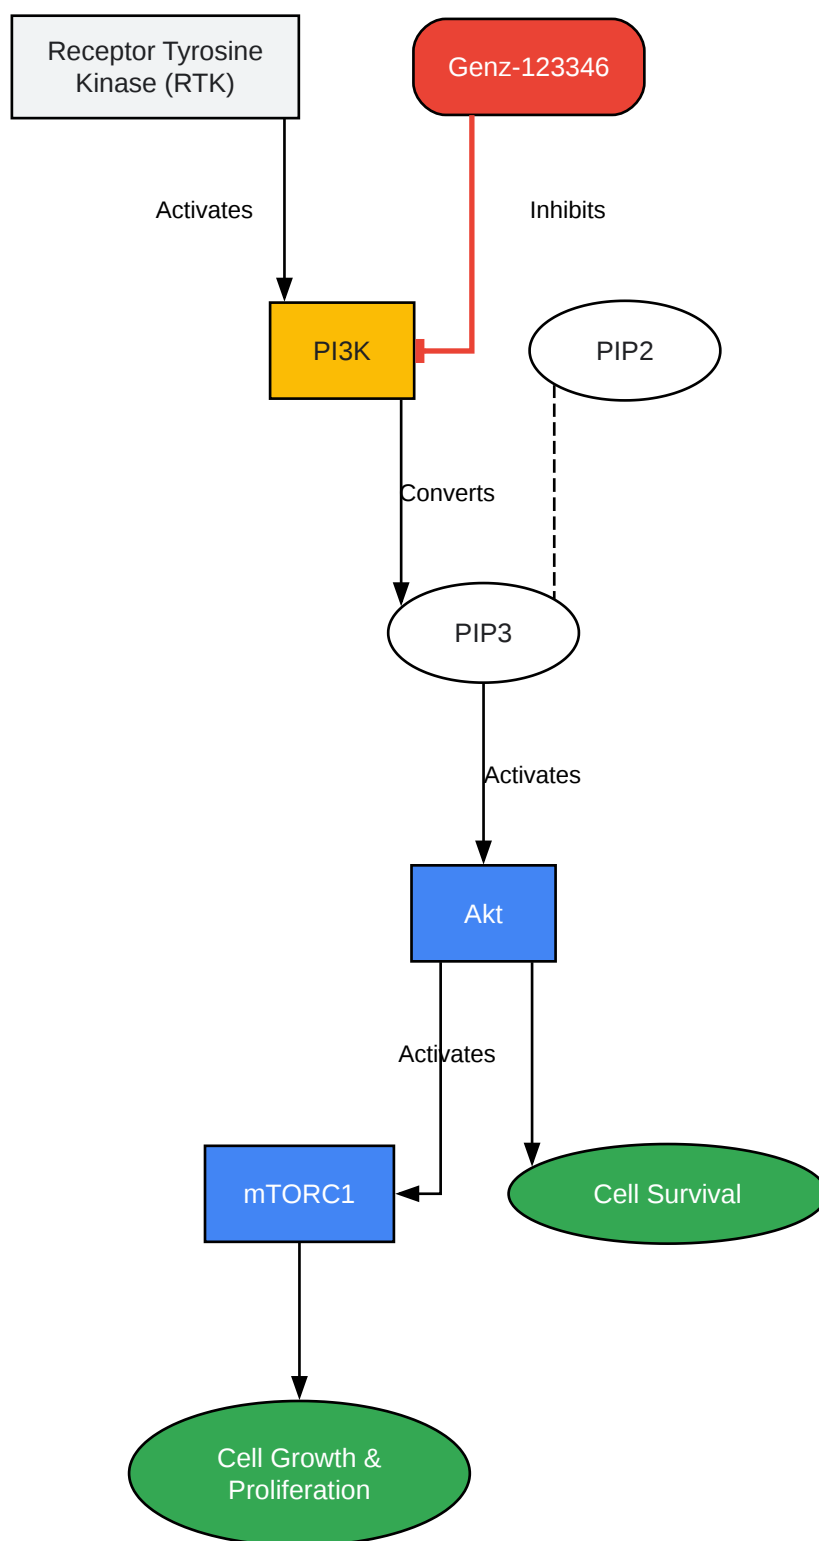 Receptor Tyrosine
Kinase (RTK)
Genz-123346
Activates
Inhibits
PI3K
PIP2
Converts
PIP3
Activates
Akt
Activates
mTORC1
Cell Survival
Cell Growth &
Proliferation